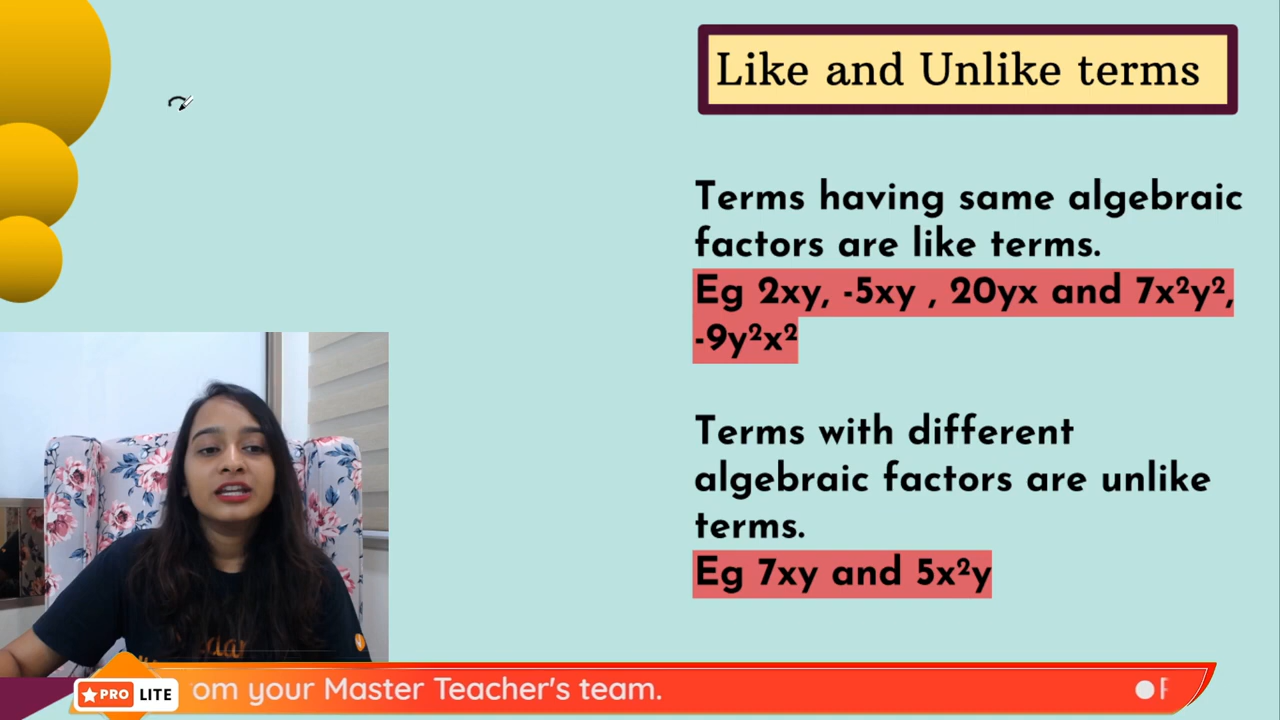 Like and Unlike terms
Terms having same algebraic
factors are like terms.
Eg 2xy, -5xy , 20yx and 7x²y²,
-9y²x²
Terms with different
algebraic factors are unlike
terms.
Eg 7xy and 5x²y
PRO LITE
om your Master Teacher's team.